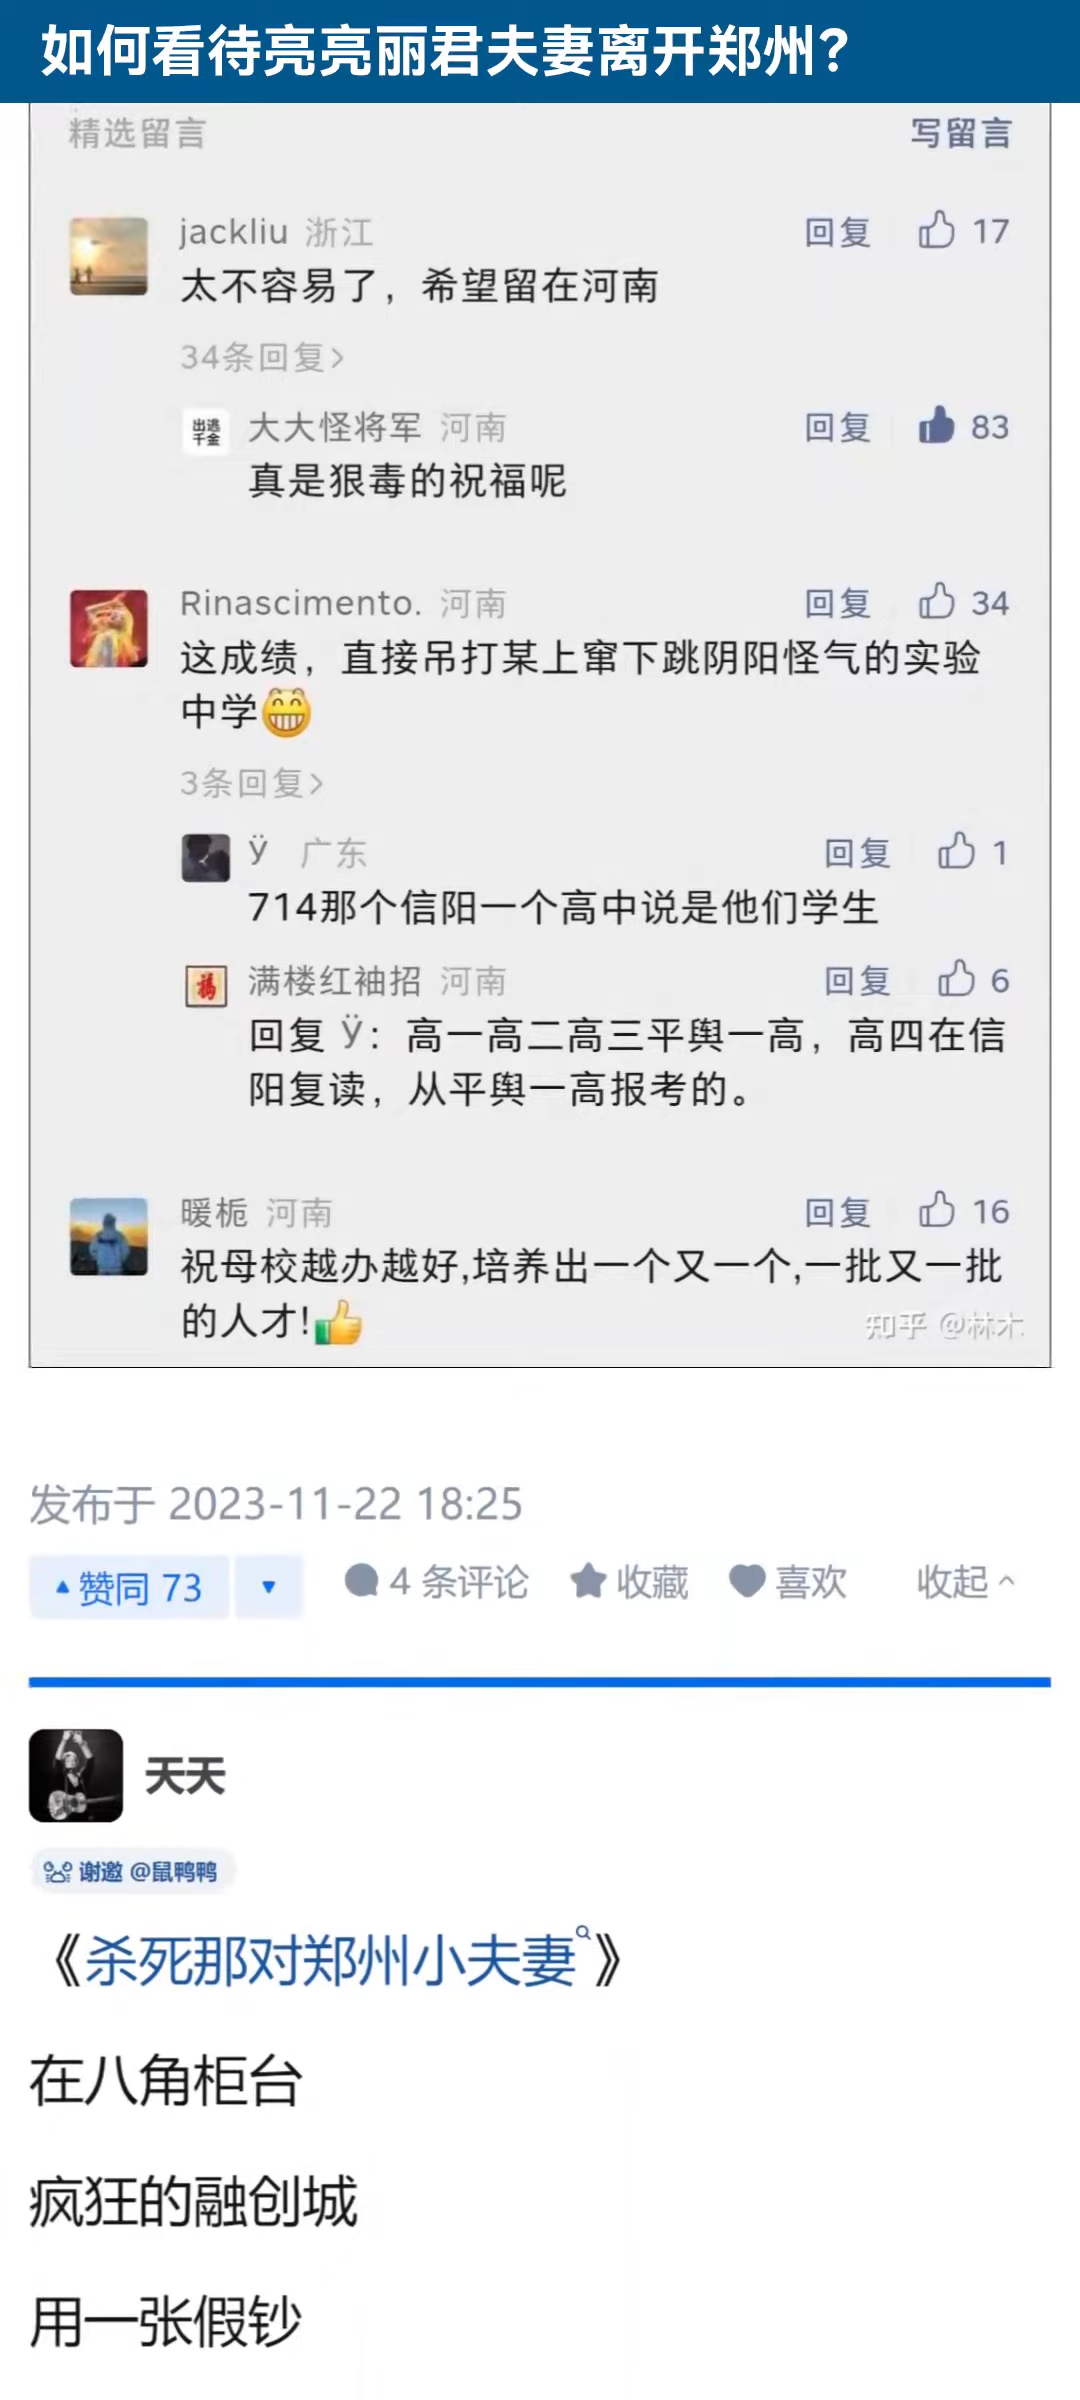 如何看待亮亮丽君夫妻离开郑州?
精选留言 写留言
jackliu 浙江 回复 17
太不容易了，希望留在河南
34条回复>
出逃
千金
大大怪将军 河南 回复 83
真是狠毒的祝福呢
Rinascimento. 河南 回复 34
这成绩，直接吊打某上窜下跳阴阳怪气的实验
中学
3条回复>
Ÿ 广东 回复 1
714那个信阳一个高中说是他们学生
福
满楼红袖招 河南 回复 6
回复 Ÿ：高一高二高三平舆一高，高四在信
阳复读，从平舆一高报考的。
暖栀 河南 回复 16
祝母校越办越好,培养出一个又一个,一批又一批
的人才!
知乎 @林木
发布于 2023-11-22 18:25
赞同 73 4 条评论 收藏 喜欢 收起
天天
谢邀 @鼠鸭鸭
《杀死那对郑州小夫妻》
在八角柜台
疯狂的融创城
用一张假钞